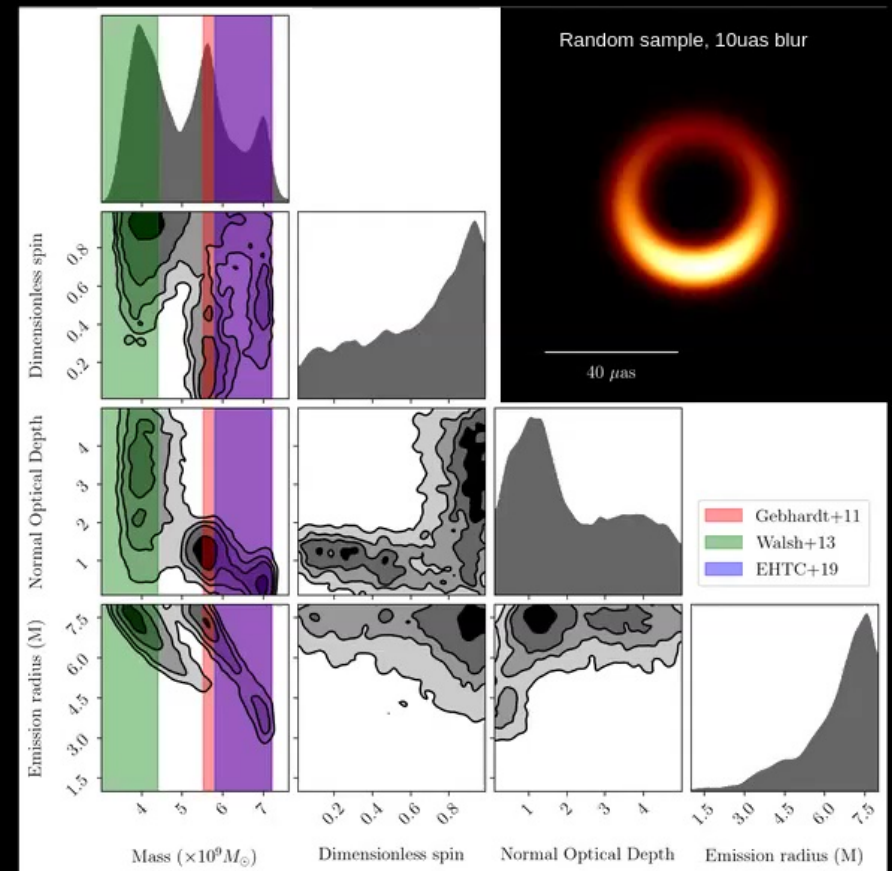 Random sample, 10uas blur
40 μas
Dimensionless spin
0.8
0.6
0.4
0.2
Normal Optical Depth
4
3
2
1
Gebhardt+11
Walsh+13
EHTC+19
Emission radius (M)
7.5
6.0
4.5
3.0
1.5
4 5 6 7
0.2 0.4 0.6 0.8
1 2 3 4
1.5 3.0 4.5 6.0 7.5
Mass (×10⁹M☉)
Dimensionless spin
Normal Optical Depth
Emission radius (M)